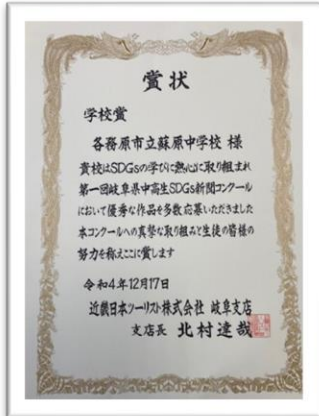 賞状
学校賞
各務原市立蘇原中学校 様
貴校はSDGsの学びに熱心に取り組まれ
第一回岐阜県中高生SDGs新聞コンクール
において優秀な作品を多数応募いただきました
本コンクールへの真摯な取り組みと生徒の皆様の
努力を称えここに賞します
令和4年12月17日
近畿日本ツーリスト株式会社 岐阜支店
支店長 北村達哉